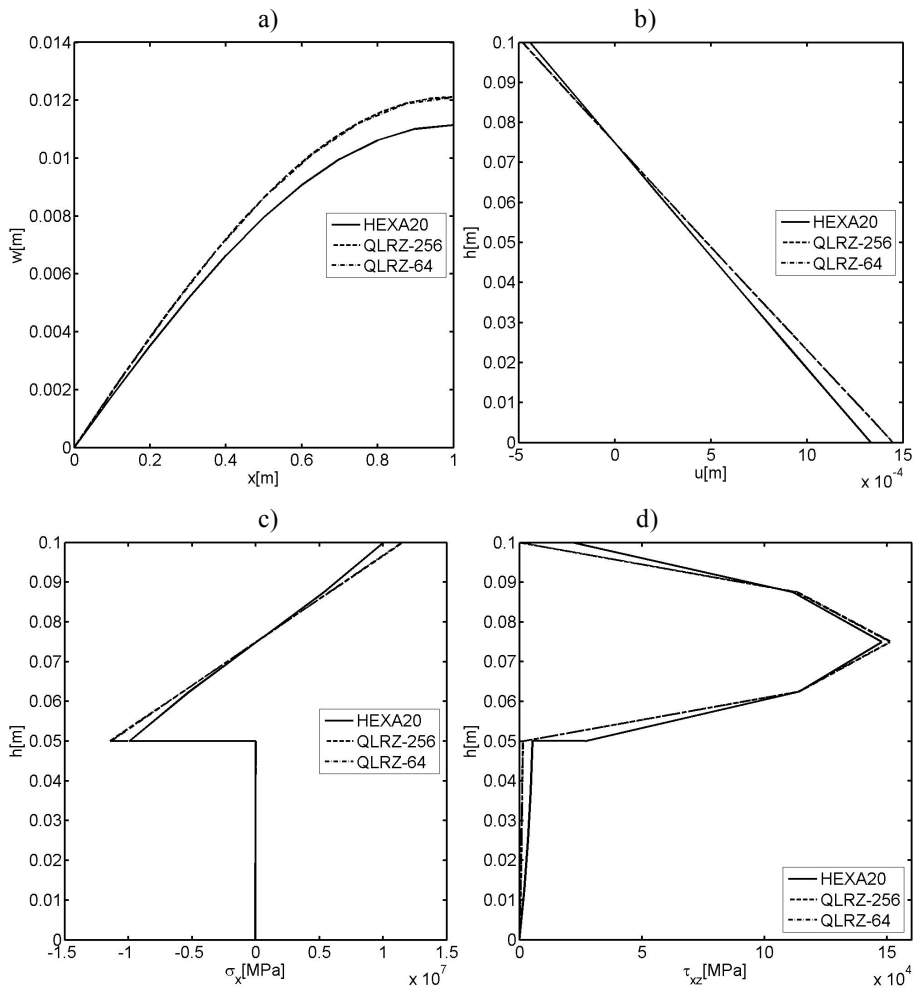 a)
0.014
0.012
0.01
0.008
0.006
0.004
0.002
0
w[m]
HEXA20
QLRZ-256
QLRZ-64
0 0.2 0.4 0.6 0.8 1
x[m]
b)
0.1
0.09
0.08
0.07
0.06
0.05
0.04
0.03
0.02
0.01
0
h[m]
HEXA20
QLRZ-256
QLRZ-64
-5 0 5 10 15
u[m]
x 10^-4
c)
0.1
0.09
0.08
0.07
0.06
0.05
0.04
0.03
0.02
0.01
0
h[m]
HEXA20
QLRZ-256
QLRZ-64
-1.5 -1 -0.5 0 0.5 1 1.5
σx[MPa]
x 10^7
d)
0.1
0.09
0.08
0.07
0.06
0.05
0.04
0.03
0.02
0.01
0
h[m]
HEXA20
QLRZ-256
QLRZ-64
0 5 10 15
τxz[MPa]
x 10^4